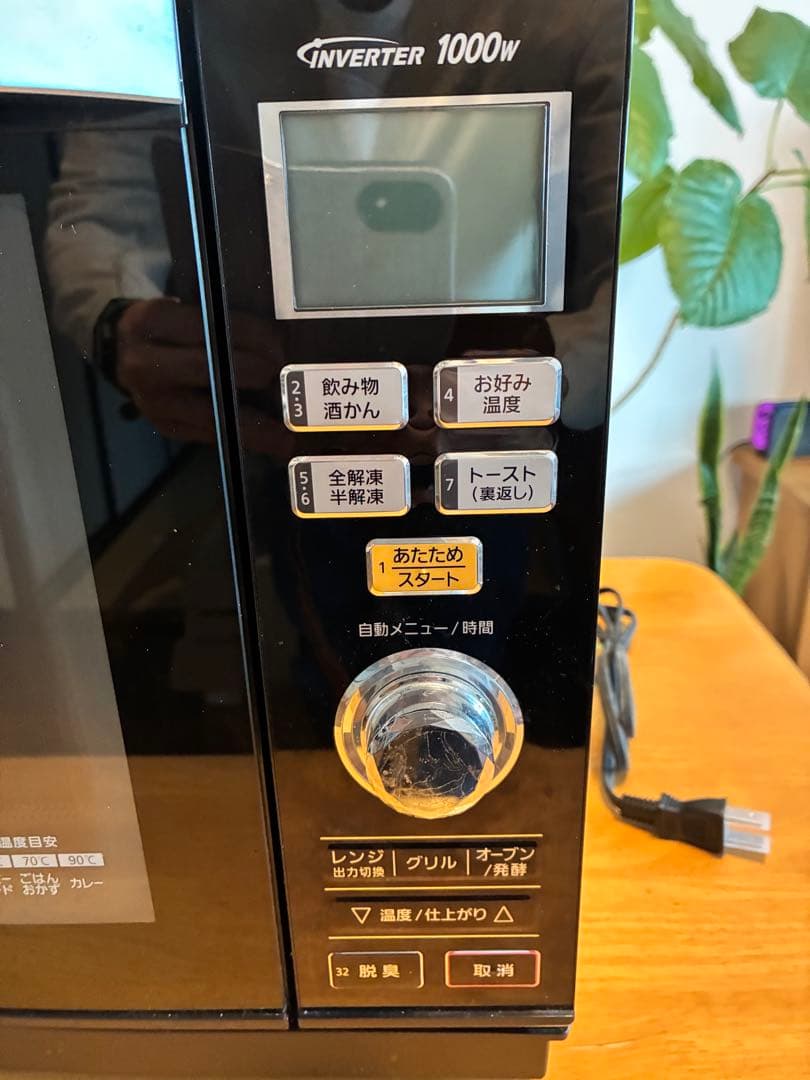 INVERTER 1000W
2・3 飲み物 酒かん
4 お好み 温度
5・6 全解凍 半解凍
7 トースト (裏返し)
1 あたため スタート
自動メニュー/時間
レンジ 出力切換 グリル オーブン /発酵
▽ 温度/仕上がり △
32 脱臭
取消
温度目安
70℃ 90℃
ごはん おかず カレー